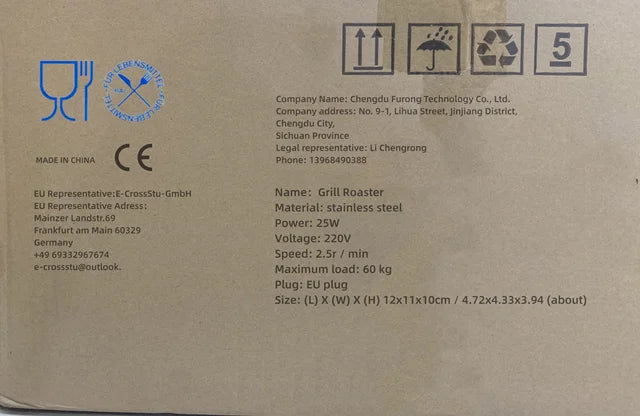 5
FÜR LEBENSMITTEL · FÜR LEBENSMITTEL
Company Name: Chengdu Furong Technology Co., Ltd.
Company address: No. 9-1, Lihua Street, Jinjiang District,
Chengdu City,
Sichuan Province
Legal representative: Li Chengrong
Phone: 13968490388
MADE IN CHINA CE
EU Representative:E-CrossStu-GmbH
EU Representative Adress:
Mainzer Landstr.69
Frankfurt am Main 60329
Germany
+49 69332967674
e-crossstu@outlook.
Name: Grill Roaster
Material: stainless steel
Power: 25W
Voltage: 220V
Speed: 2.5r / min
Maximum load: 60 kg
Plug: EU plug
Size: (L) X (W) X (H) 12x11x10cm / 4.72x4.33x3.94 (about)